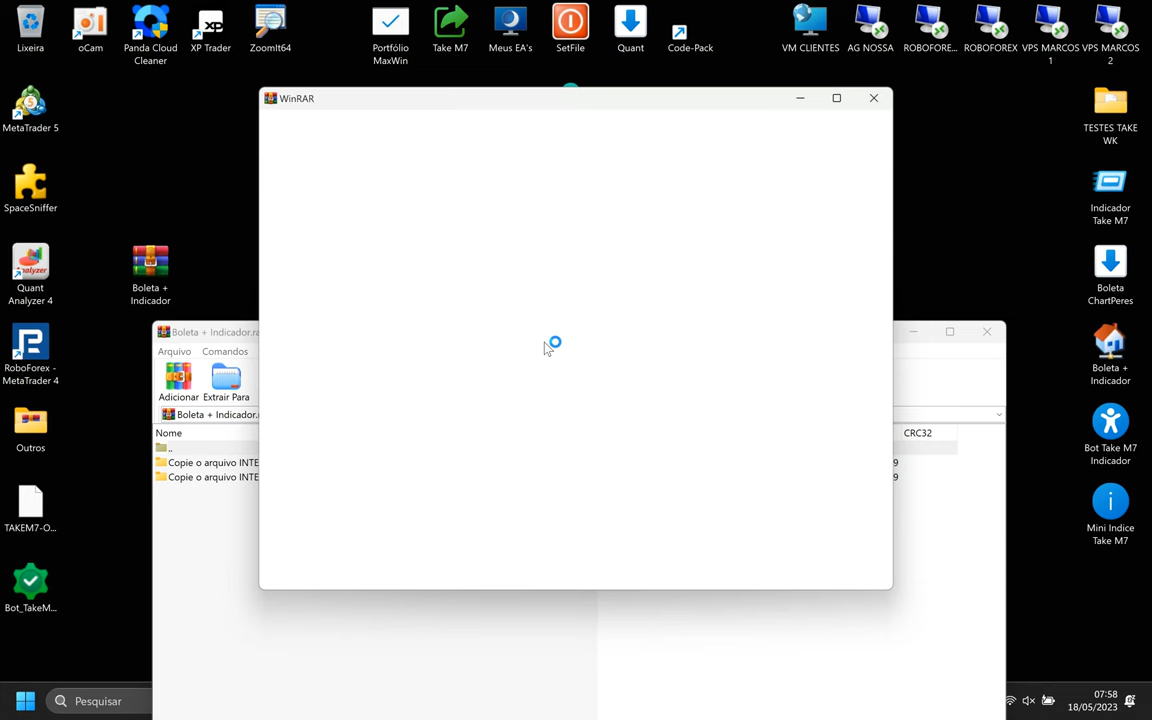 Lixeira
oCam
Panda Cloud
Cleaner
XP Trader
ZoomIt64
Portfólio
MaxWin
Take M7
Meus EA's
SetFile
Quant
Code-Pack
VM CLIENTES
AG NOSSA
ROBOFORE...
ROBOFOREX
VPS MARCOS
1
VPS MARCOS
2
WinRAR
MetaTrader 5
TESTES TAKE
WK
SpaceSniffer
Indicador
Take M7
Quant
Analyzer 4
Boleta +
Indicador
Boleta
ChartPeres
Boleta + Indicador.ra
Arquivo
Comandos
RoboForex -
MetaTrader 4
Adicionar
Extrair Para
Boleta +
Indicador
Boleta + Indicador.r
Nome
CRC32
..
Outros
Bot Take M7
Indicador
Copie o arquivo INTE
9
Copie o arquivo INTE
9
TAKEM7-O...
Mini Indice
Take M7
Bot_TakeM...
Pesquisar
07:58
18/05/2023